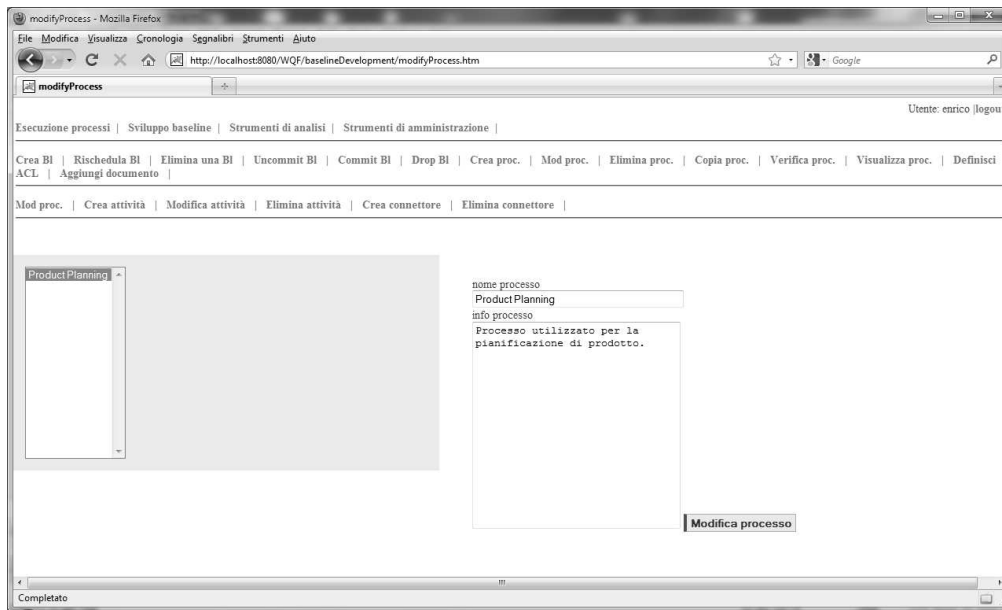 modifyProcess - Mozilla Firefox
File Modifica Visualizza Cronologia Segnalibri Strumenti Aiuto
http://localhost:8080/WQF/baselineDevelopment/modifyProcess.htm
Google
modifyProcess
Utente: enrico |logou
Esecuzione processi | Sviluppo baseline | Strumenti di analisi | Strumenti di amministrazione |
Crea Bl | Rischedula Bl | Elimina una Bl | Uncommit Bl | Commit Bl | Drop Bl | Crea proc. | Mod proc. | Elimina proc. | Copia proc. | Verifica proc. | Visualizza proc. | Definisci
ACL | Aggiungi documento |
Mod proc. | Crea attività | Modifica attività | Elimina attività | Crea connettore | Elimina connettore |
Product Planning
nome processo
Product Planning
info processo
Processo utilizzato per la
pianificazione di prodotto.
Modifica processo
Completato